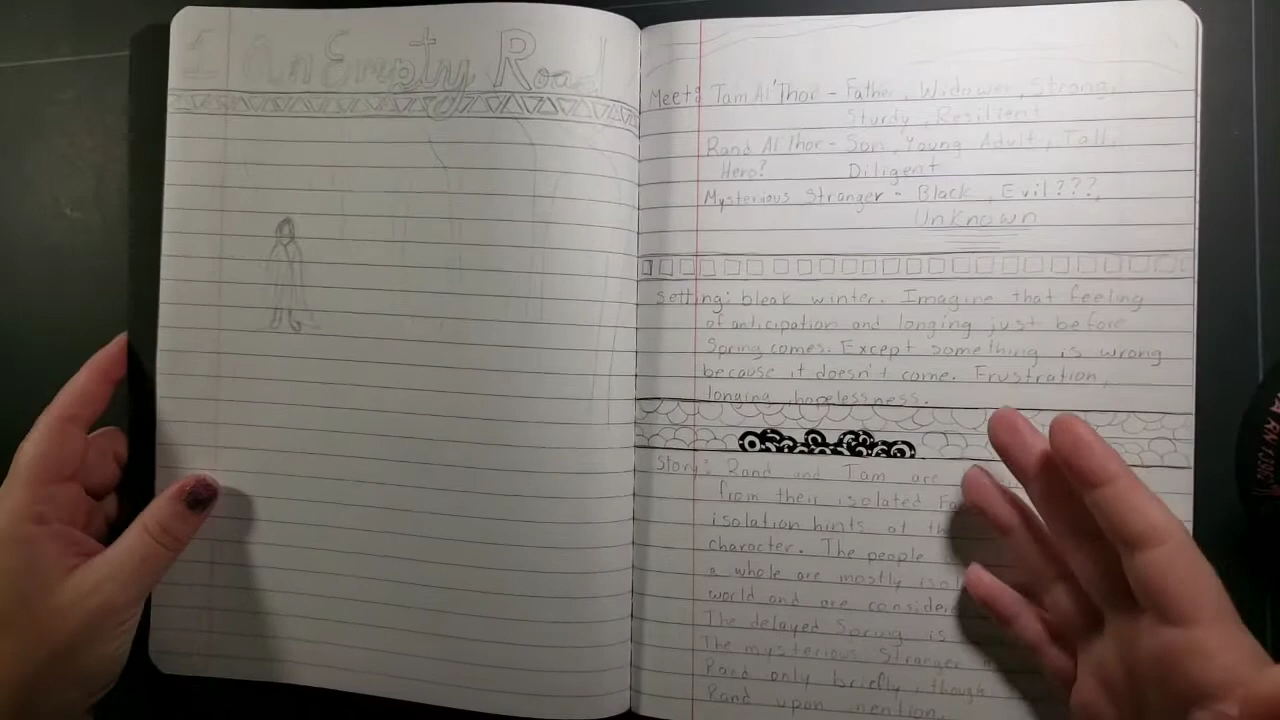 1 An Empty Road
Meet: Tam Al'Thor - Father, Widower, Strong,
Sturdy, Resilient
Rand Al'Thor - Son, Young Adult, Tall,
Hero? Diligent
Mysterious Stranger - Black, Evil???,
Unknown
Setting: bleak winter. Imagine that feeling
of anticipation and longing just before
Spring comes. Except something is wrong
because it doesn't come. Frustration,
longing, hopelessness.
Story: Rand and Tam are
from their isolated
isolation hints at
character. The people
a whole are mostly
world and are
The delayed Spring is
The mysterious Stranger
Rand only briefly, though
Rand upon mention.